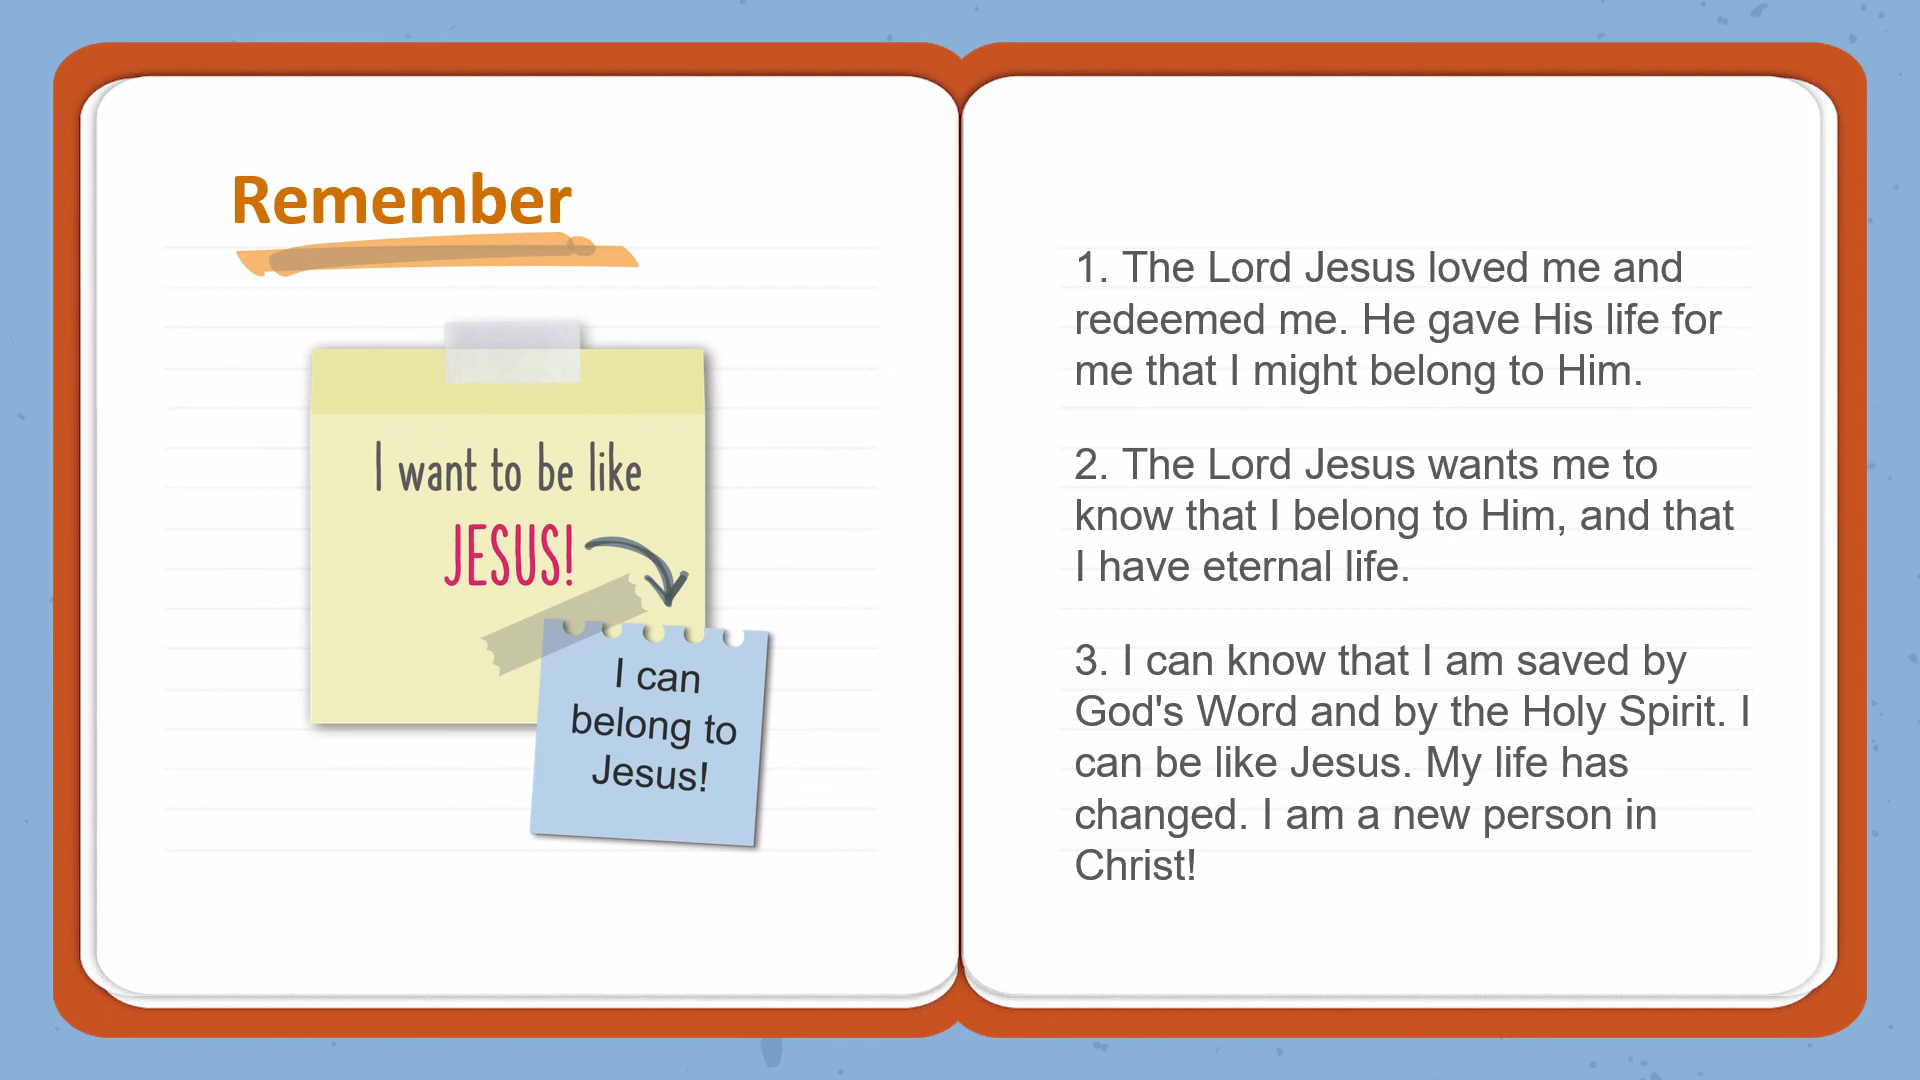 Remember
I want to be like
JESUS!
I can
belong to
Jesus!
1. The Lord Jesus loved me and
redeemed me. He gave His life for
me that I might belong to Him.
2. The Lord Jesus wants me to
know that I belong to Him, and that
I have eternal life.
3. I can know that I am saved by
God's Word and by the Holy Spirit. I
can be like Jesus. My life has
changed. I am a new person in
Christ!